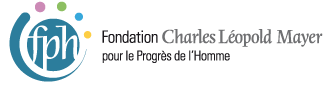 fph
Fondation Charles Léopold Mayer
pour le Progrès de l'Homme